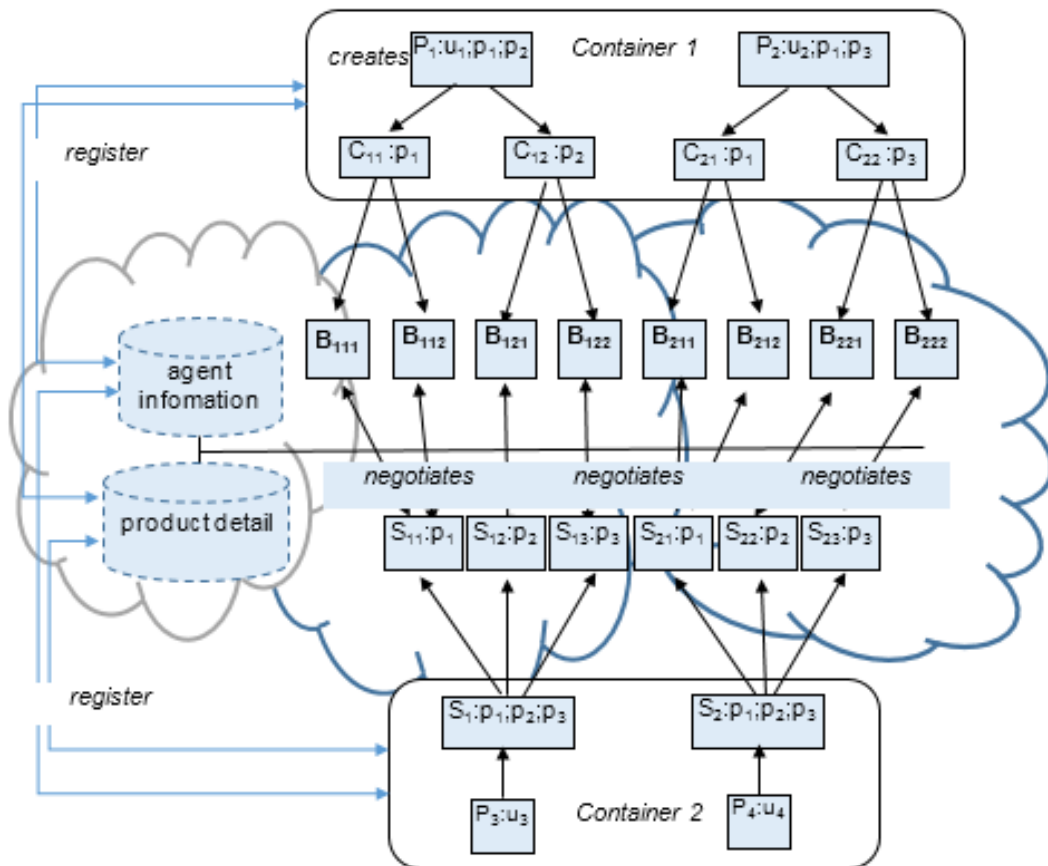 P₁:u₁;p₁;p₂
Container 1
P₂:u₂;p₁;p₃
creates
register
C₁₁:p₁
C₁₂:p₂
C₂₁:p₁
C₂₂:p₃
B₁₁₁
B₁₁₂
B₁₂₁
B₁₂₂
B₂₁₁
B₂₁₂
B₂₂₁
B₂₂₂
agent
infomation
negotiates
negotiates
negotiates
product detail
S₁₁:p₁
S₁₂:p₂
S₁₃:p₃
S₂₁:p₁
S₂₂:p₂
S₂₃:p₃
register
S₁:p₁;p₂;p₃
S₂:p₁;p₂;p₃
P₃:u₃
Container 2
P₄:u₄